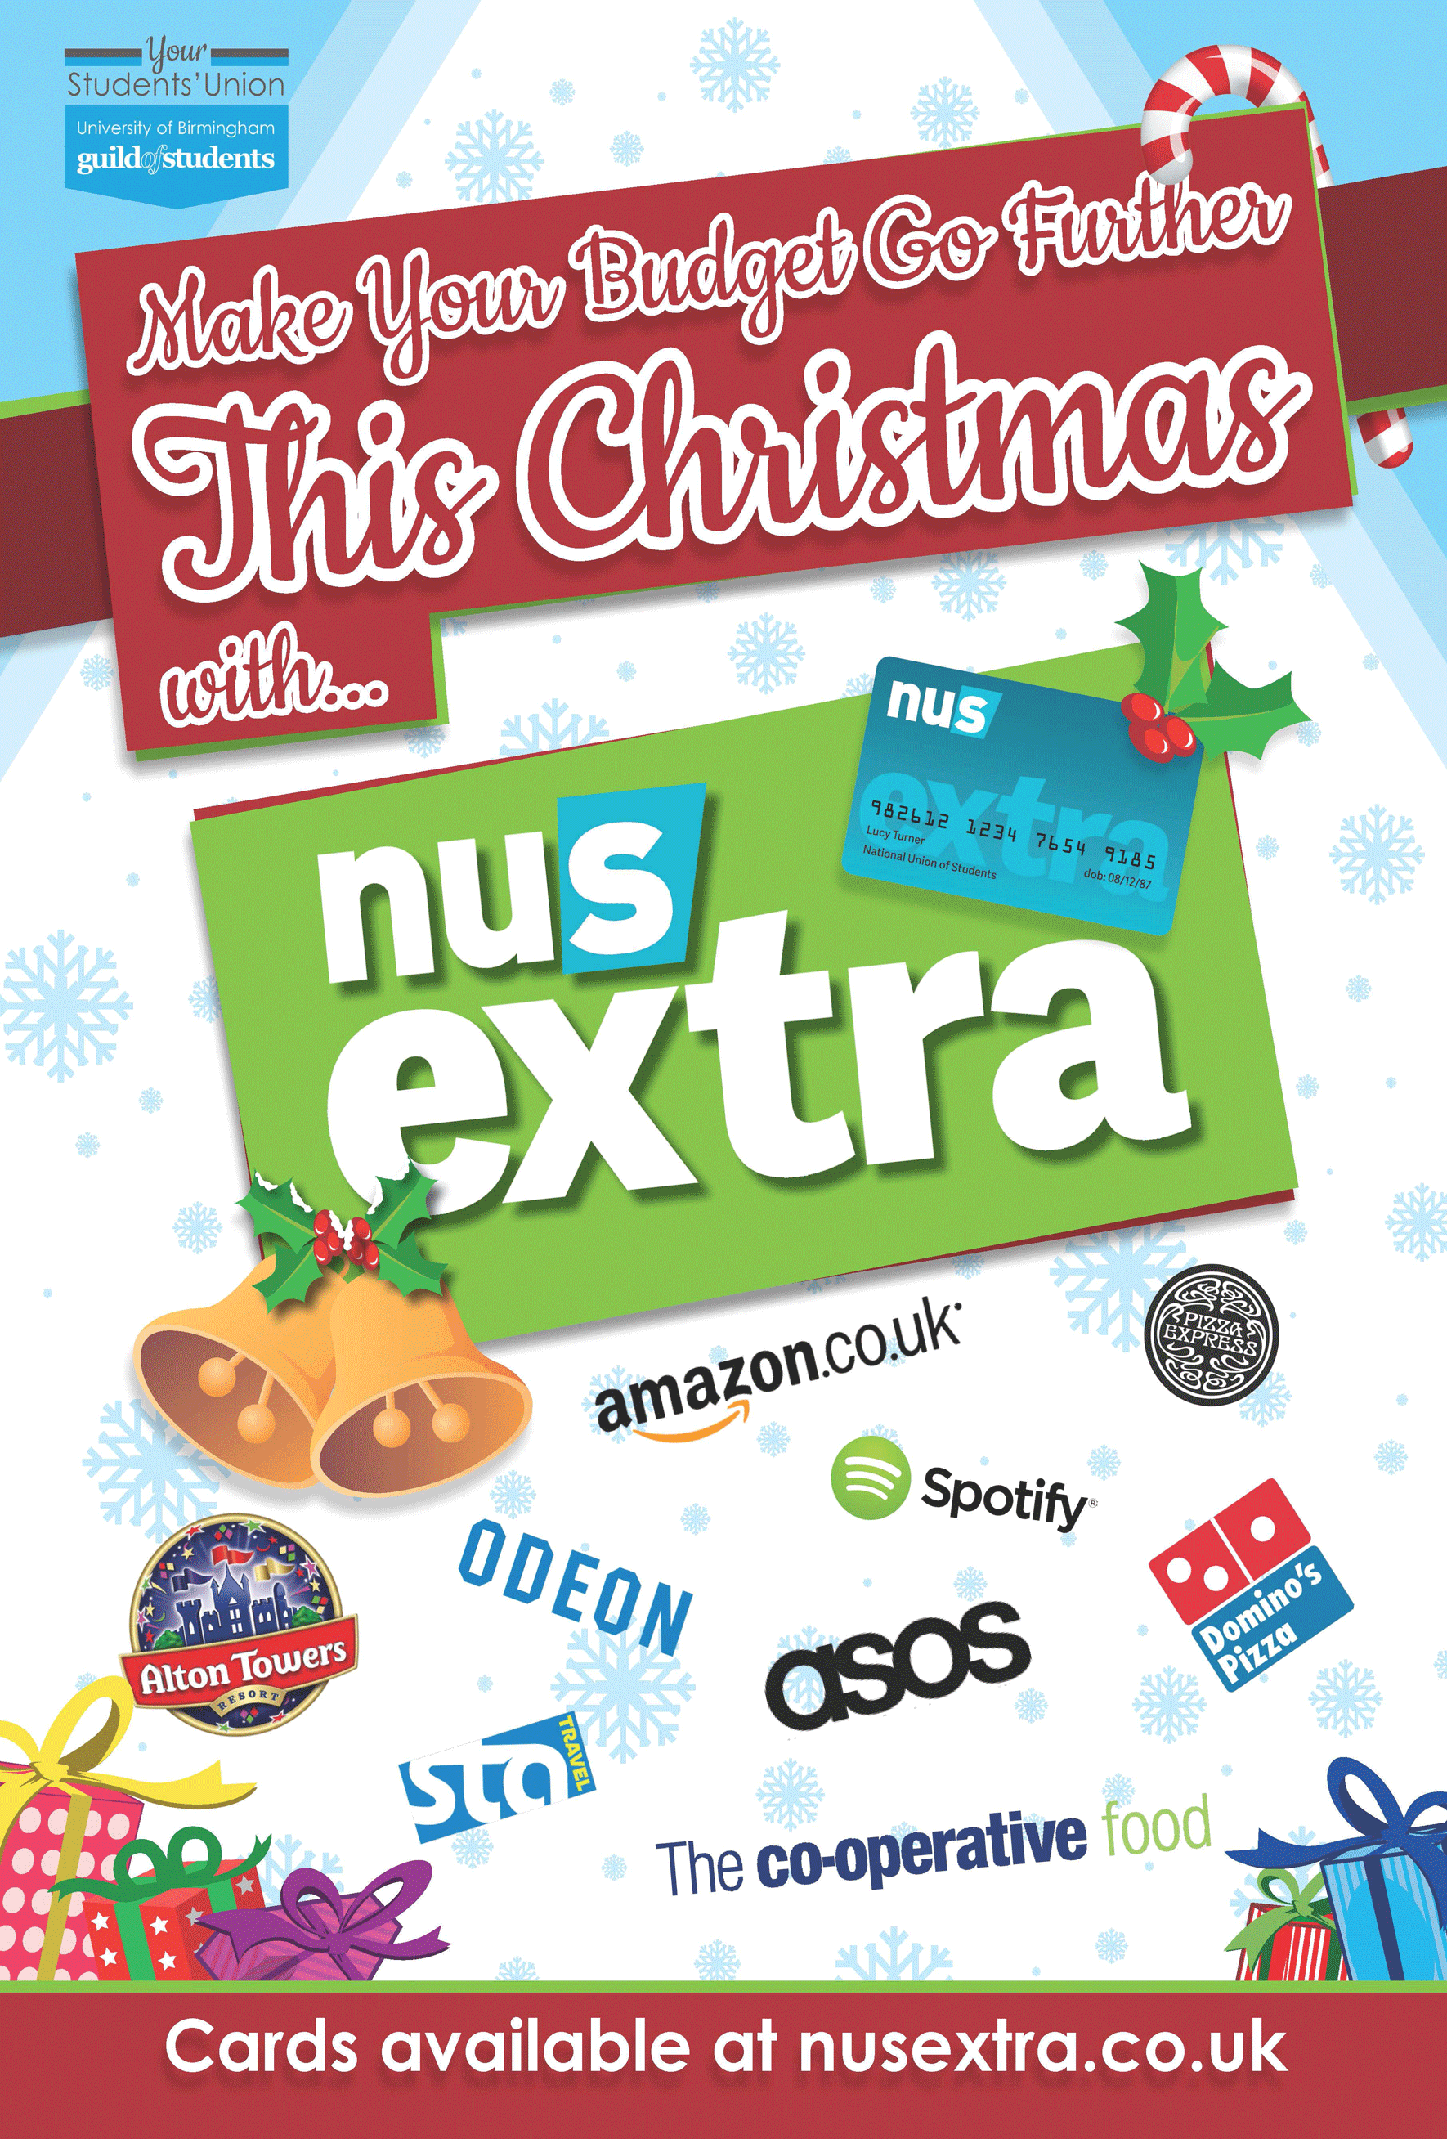 Your
Students' Union
University of Birmingham
guildofstudents
Make Your Budget Go Further
This Christmas
with...
nus
extra
982612 1234 7654 9185
Lucy Turner
National Union of Students
dob: 08/12/87
nus
extra
amazon.co.uk
PIZZA
EXPRESS
Spotify®
ODEON
Domino's
Pizza
Alton Towers
RESORT
asos
sta TRAVEL
The co-operative food
Cards available at nusextra.co.uk